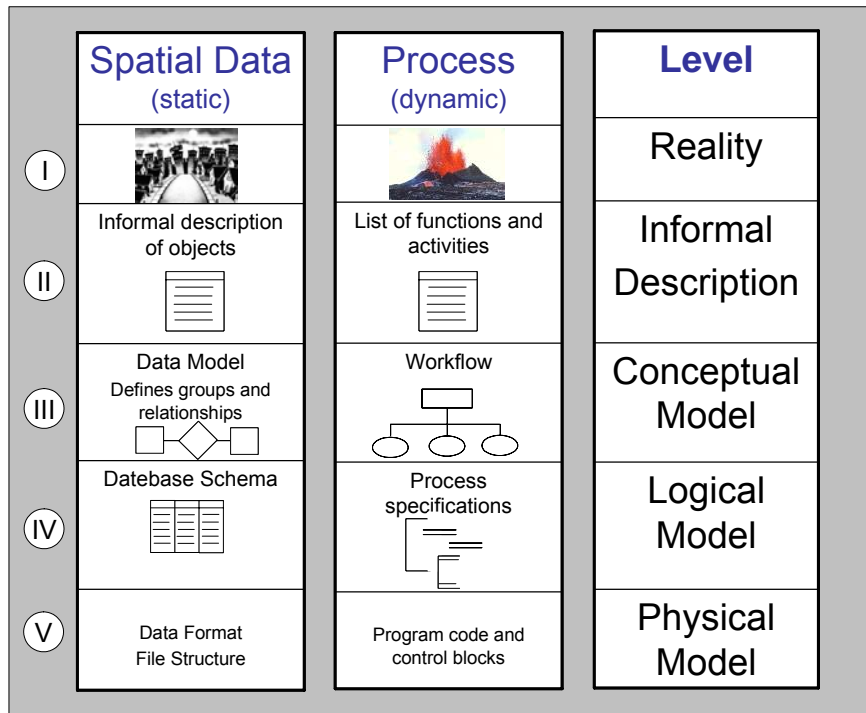 Spatial Data
(static)
Process
(dynamic)
Level
I
Reality
II
Informal description
of objects
List of functions and
activities
Informal
Description
III
Data Model
Defines groups and
relationships
Workflow
Conceptual
Model
IV
Datebase Schema
Process
specifications
Logical
Model
V
Data Format
File Structure
Program code and
control blocks
Physical
Model